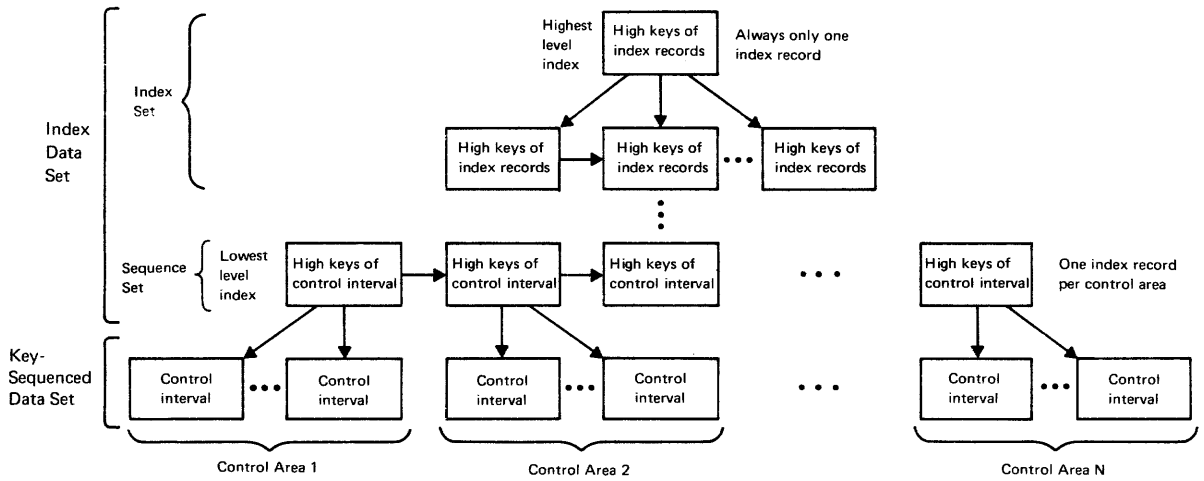 Highest
level
index
High keys of
index records
Always only one
index record
Index
Set
Index
Data
Set
High keys of
index records
High keys of
index records
High keys of
index records
Sequence
Set
Lowest
level
index
High keys of
control interval
High keys of
control interval
High keys of
control interval
High keys of
control interval
One index record
per control area
Key-
Sequenced
Data Set
Control
interval
Control
interval
Control
interval
Control
interval
Control
interval
Control
interval
Control Area 1
Control Area 2
Control Area N